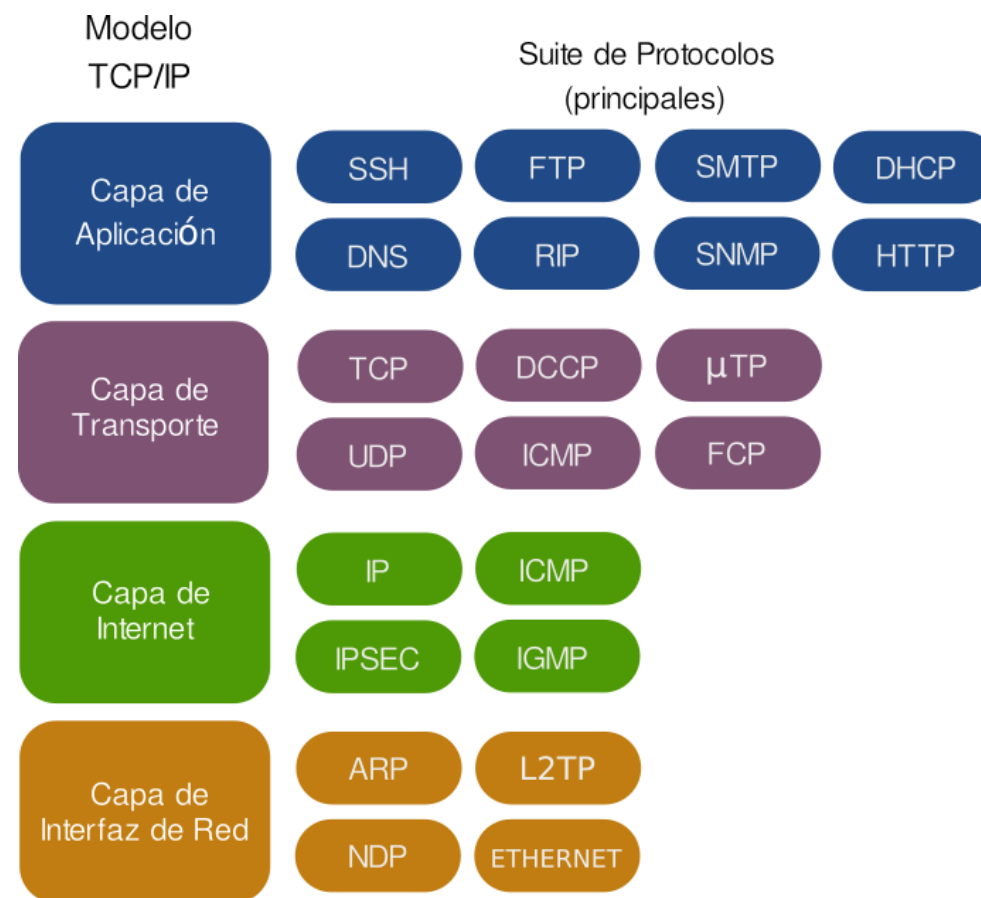 Modelo
TCP/IP
Suite de Protocolos
(principales)
Capa de
Aplicación
SSH FTP SMTP DHCP
DNS RIP SNMP HTTP
Capa de
Transporte
TCP DCCP µTP
UDP ICMP FCP
Capa de
Internet
IP ICMP
IPSEC IGMP
Capa de
Interfaz de Red
ARP L2TP
NDP ETHERNET